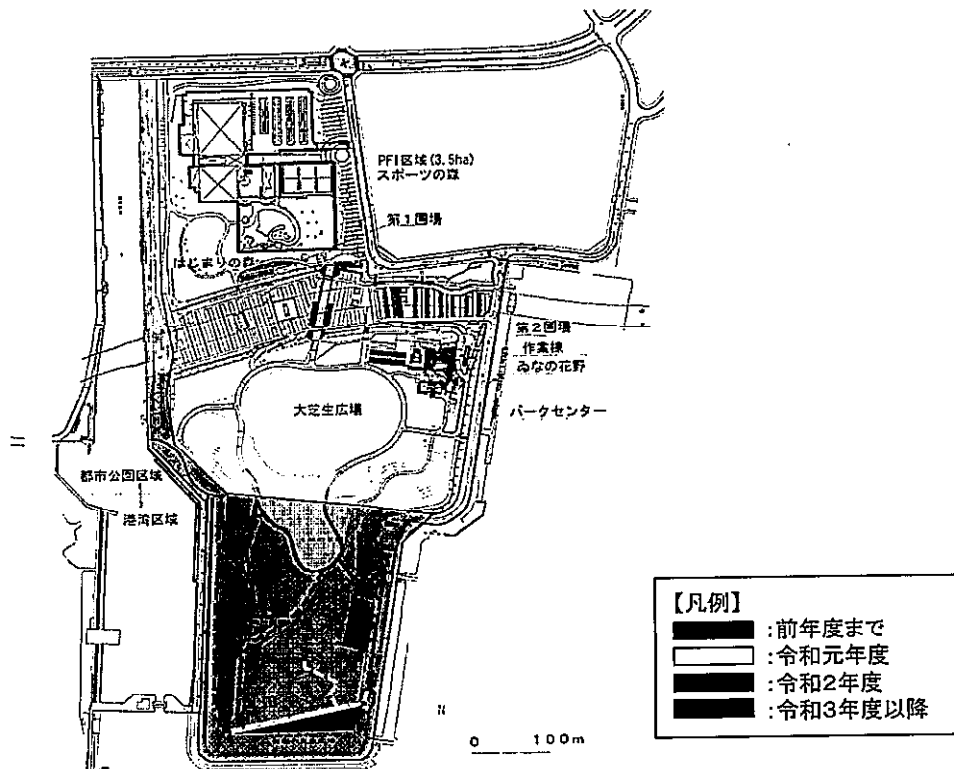 PFI区域(3.5ha)
スポーツの森
第1圃場
はじまりの森
第2圃場
作業棟
ゐなの花野
大芝生広場
パークセンター
都市公園区域
港湾区域
【凡例】
:前年度まで
:令和元年度
:令和2年度
:令和3年度以降
0 100m